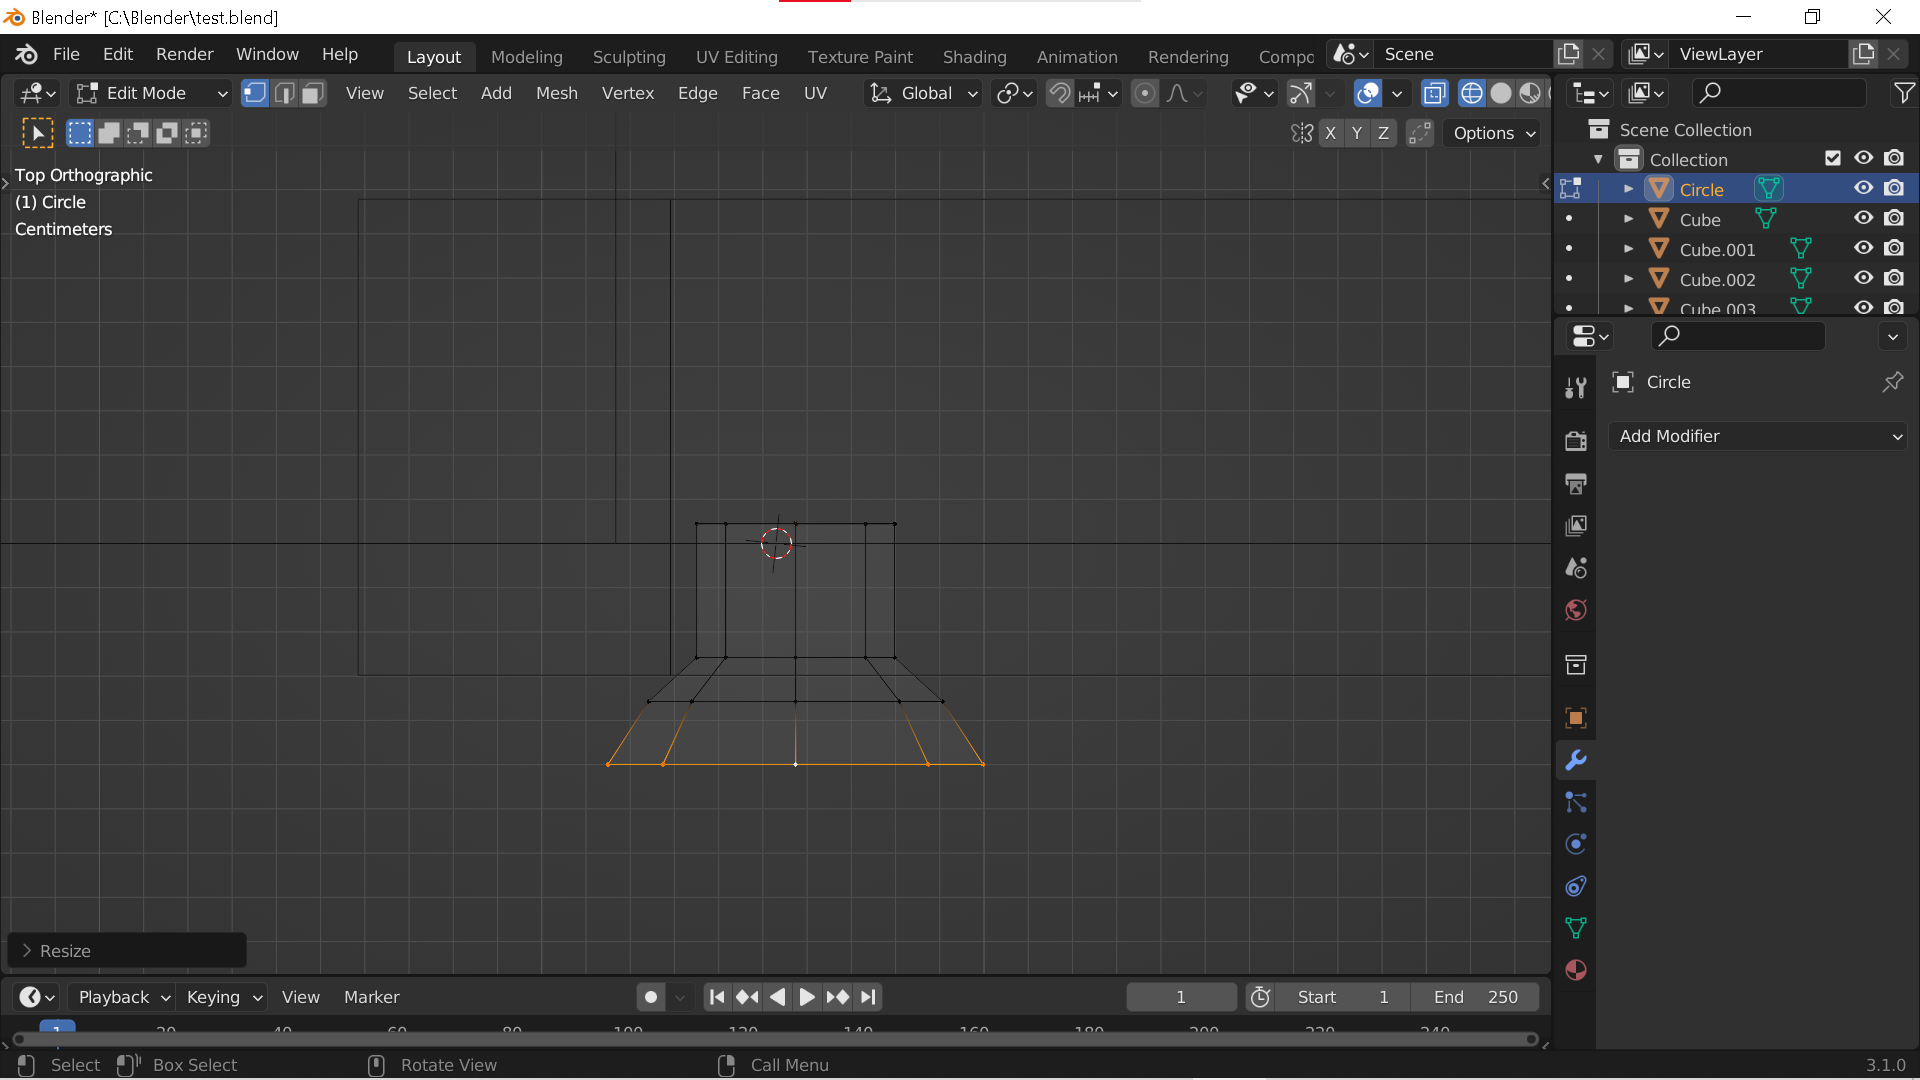 Blender* [C:\Blender\test.blend]
File Edit Render Window Help Layout Modeling Sculpting UV Editing Texture Paint Shading Animation Rendering Compo Scene ViewLayer
Edit Mode View Select Add Mesh Vertex Edge Face UV Global
X Y Z Options
Top Orthographic
(1) Circle
Centimeters
Scene Collection
Collection
Circle
Cube
Cube.001
Cube.002
Cube.003
Circle
Add Modifier
Resize
Playback Keying View Marker 1 Start 1 End 250
1 20 40 60 80 100 120 140 160 180 200 220 240
Select Box Select Rotate View Call Menu 3.1.0